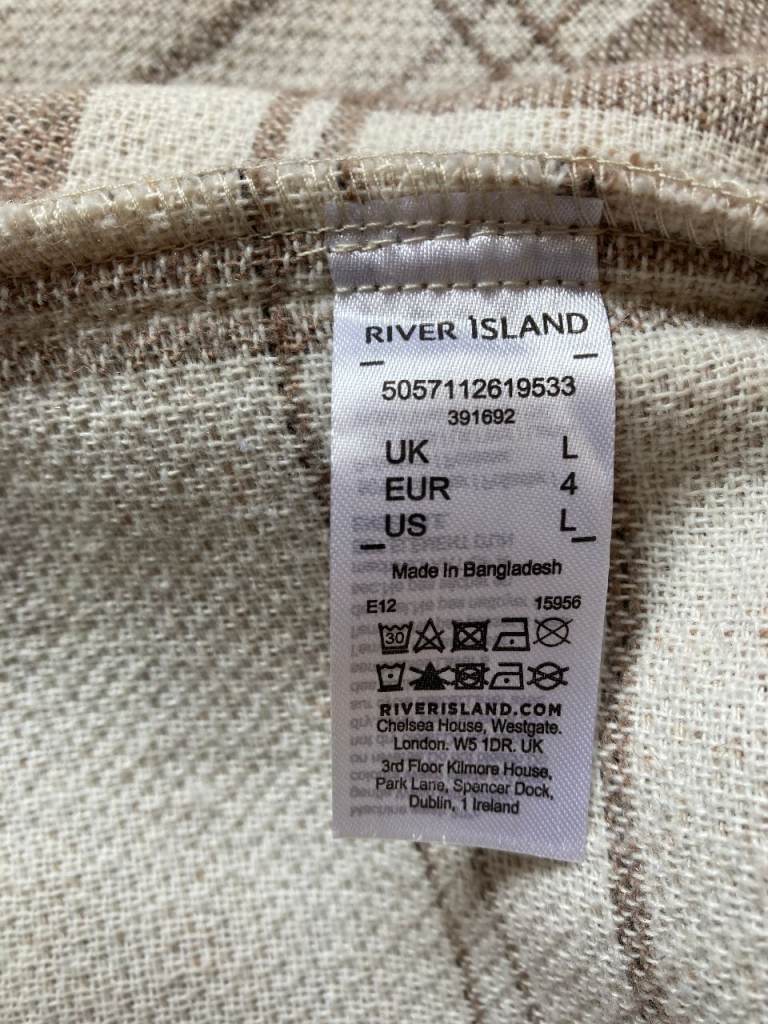 RIVER ISLAND
5057112619533
391692
UK L
EUR 4
US L
Made In Bangladesh
E12 15956
30
RIVERISLAND.COM
Chelsea House, Westgate.
London. W5 1DR. UK
3rd Floor Kilmore House,
Park Lane, Spencer Dock,
Dublin, 1 Ireland